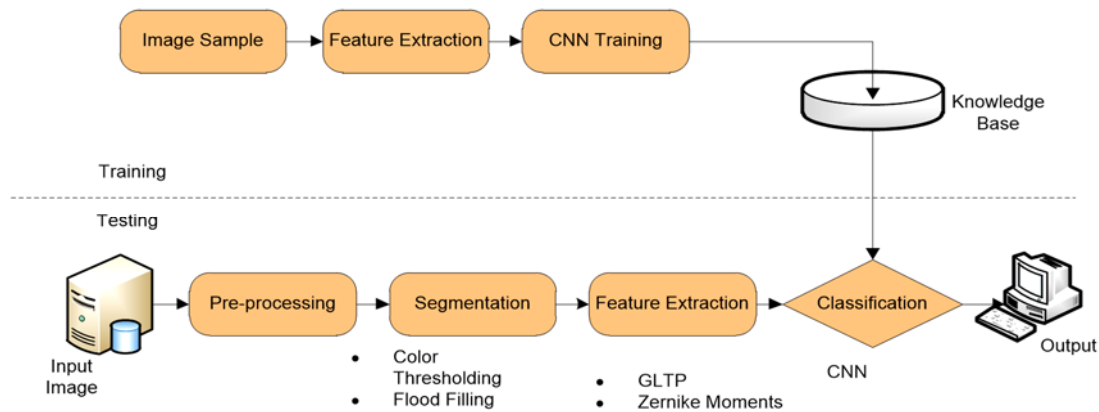 Image Sample
Feature Extraction
CNN Training
Knowledge
Base
Training
Testing
Input
Image
Pre-processing
Segmentation
• Color
Thresholding
• Flood Filling
Feature Extraction
• GLTP
• Zernike Moments
Classification
CNN
Output